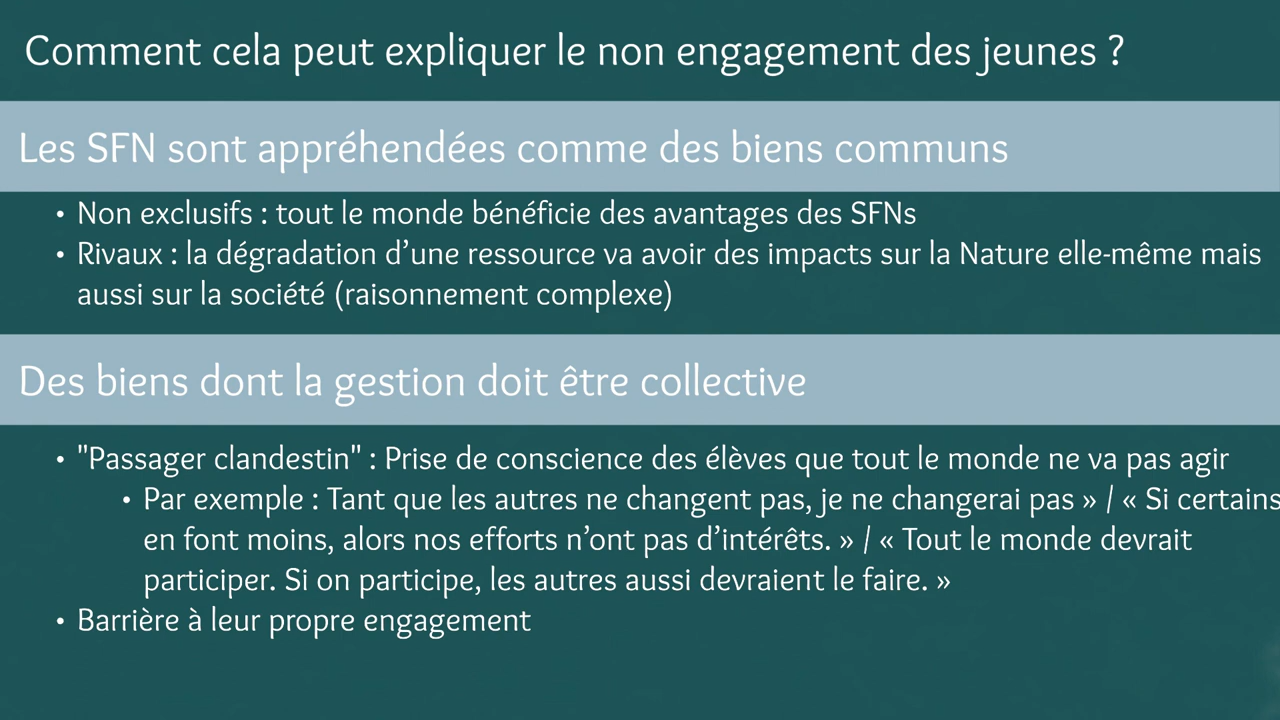 Comment cela peut expliquer le non engagement des jeunes ?
Les SFN sont appréhendées comme des biens communs
• Non exclusifs : tout le monde bénéficie des avantages des SFNs
• Rivaux : la dégradation d’une ressource va avoir des impacts sur la Nature elle-même mais
aussi sur la société (raisonnement complexe)
Des biens dont la gestion doit être collective
• "Passager clandestin" : Prise de conscience des élèves que tout le monde ne va pas agir
• Par exemple : Tant que les autres ne changent pas, je ne changerai pas » / « Si certains
en font moins, alors nos efforts n’ont pas d’intérêts. » / « Tout le monde devrait
participer. Si on participe, les autres aussi devraient le faire. »
• Barrière à leur propre engagement